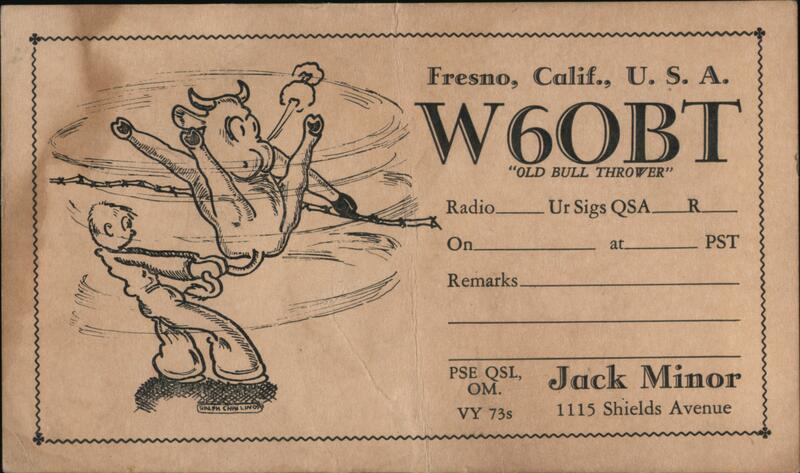 Fresno, Calif., U. S. A.
W6OBT
"OLD BULL THROWER"
Radio Ur Sigs QSA R
On at PST
Remarks
PSE QSL,
OM.
VY 73s
Jack Minor
1115 Shields Avenue
RALPH